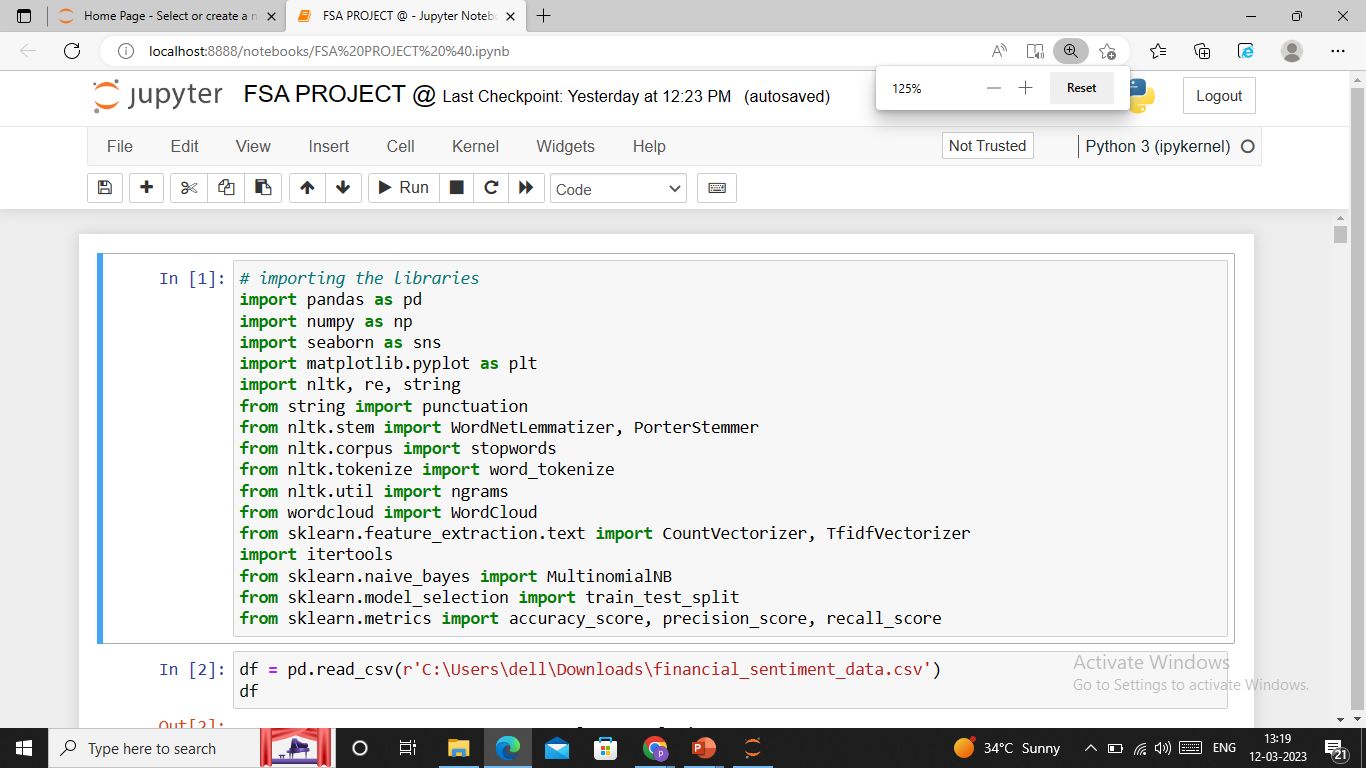 Home Page - Select or create a n
FSA PROJECT @ - Jupyter Noteb
localhost:8888/notebooks/FSA%20PROJECT%20%40.ipynb
125%
Reset
jupyter FSA PROJECT @ Last Checkpoint: Yesterday at 12:23 PM (autosaved)
Logout
File Edit View Insert Cell Kernel Widgets Help
Not Trusted
Python 3 (ipykernel)
Run
Code
In [1]:
# importing the libraries
import pandas as pd
import numpy as np
import seaborn as sns
import matplotlib.pyplot as plt
import nltk, re, string
from string import punctuation
from nltk.stem import WordNetLemmatizer, PorterStemmer
from nltk.corpus import stopwords
from nltk.tokenize import word_tokenize
from nltk.util import ngrams
from wordcloud import WordCloud
from sklearn.feature_extraction.text import CountVectorizer, TfidfVectorizer
import itertools
from sklearn.naive_bayes import MultinomialNB
from sklearn.model_selection import train_test_split
from sklearn.metrics import accuracy_score, precision_score, recall_score
In [2]:
df = pd.read_csv(r'C:\Users\dell\Downloads\financial_sentiment_data.csv')
df
Out[2]:
Activate Windows
Go to Settings to activate Windows.
Type here to search
34°C Sunny
ENG
13:19
12-03-2023
21